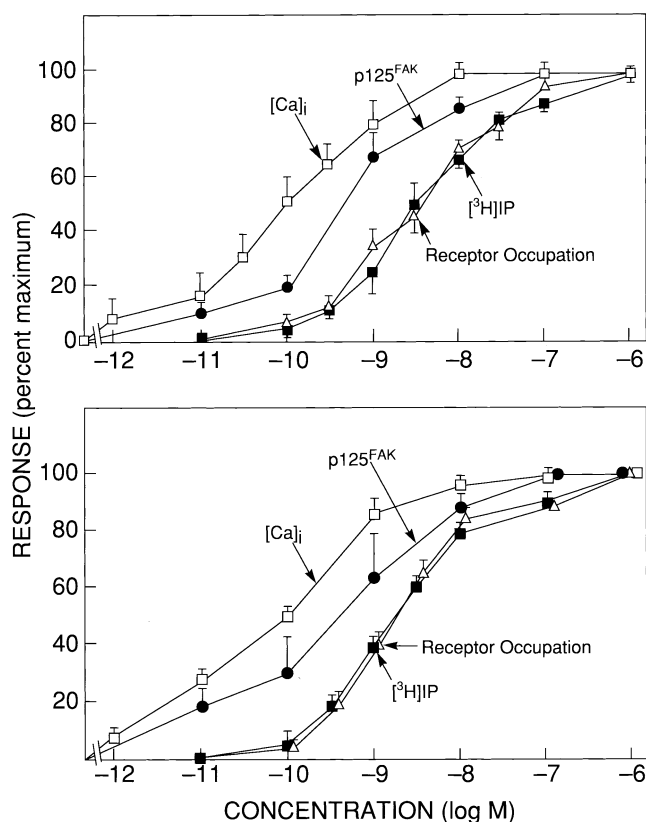 RESPONSE (percent maximum)
100
80
60
40
20
0
[Ca]i
p125FAK
[3H]IP
Receptor Occupation
−12 −11 −10 −9 −8 −7 −6
100
80
60
40
20
p125FAK
[Ca]i
Receptor Occupation
[3H]IP
−12 −11 −10 −9 −8 −7 −6
CONCENTRATION (log M)